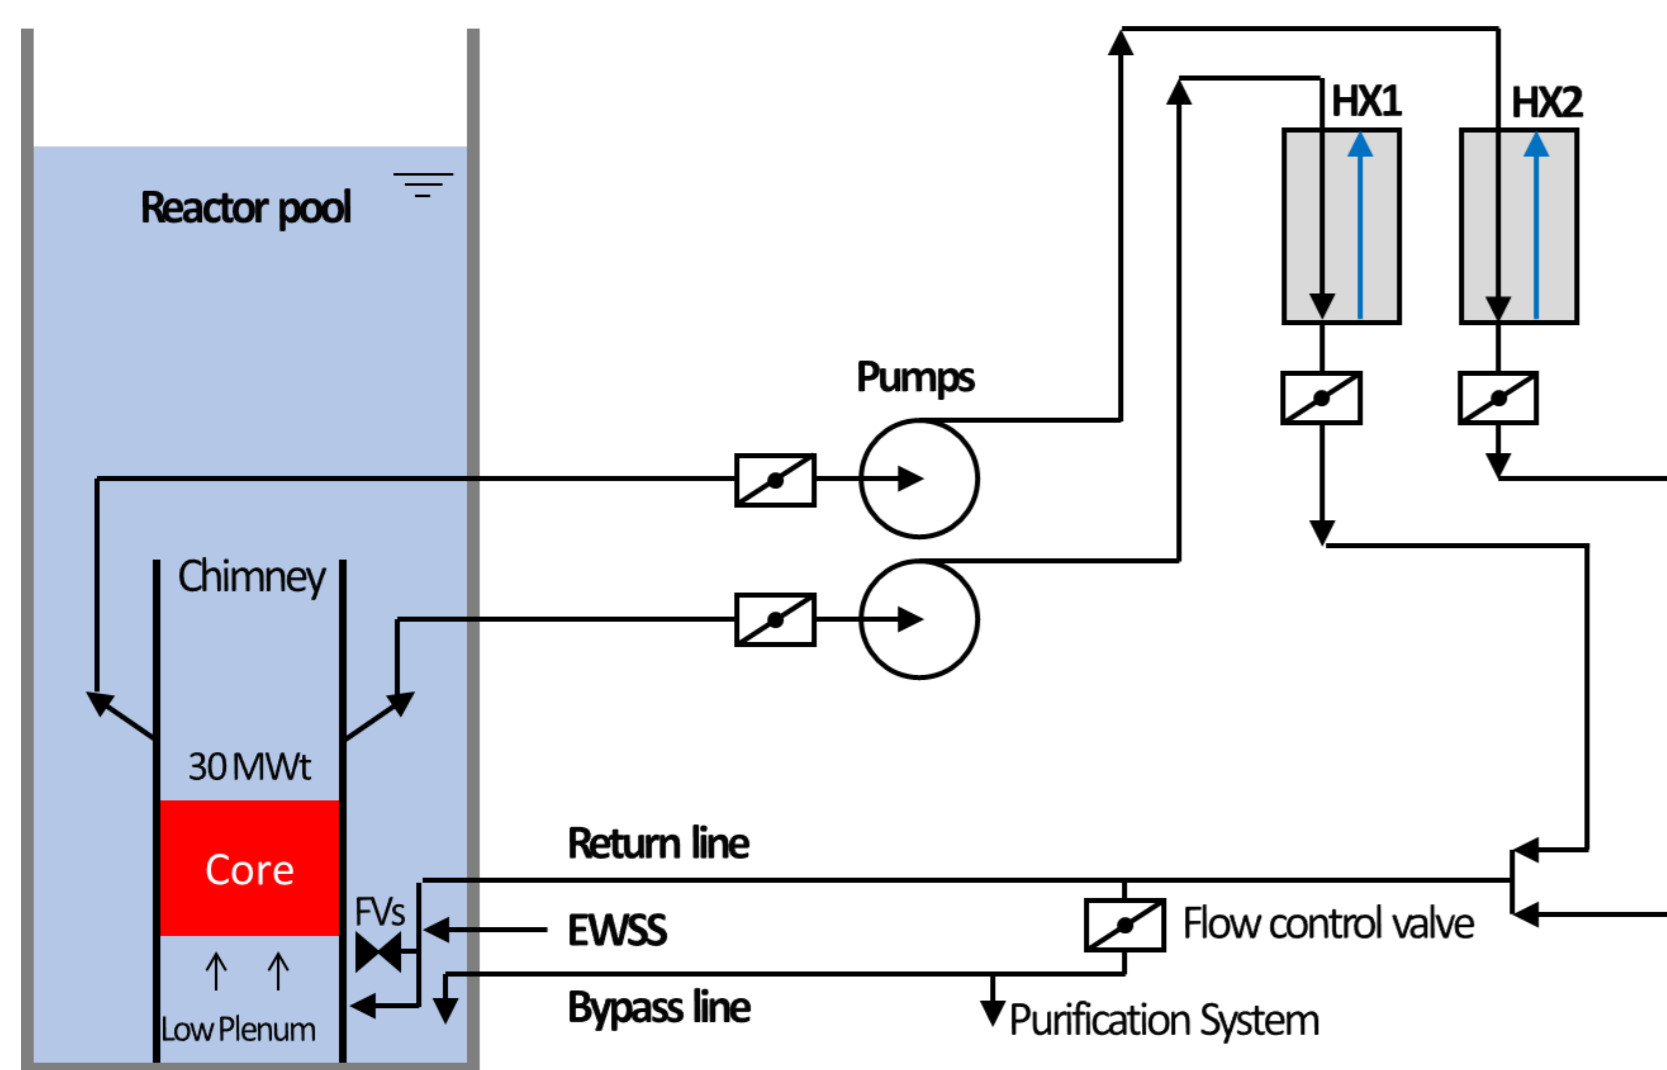 HX1
HX2
Reactor pool
Pumps
Chimney
30 MWt
Core
Return line
FVs
EWSS
Flow control valve
Bypass line
Purification System
Low Plenum